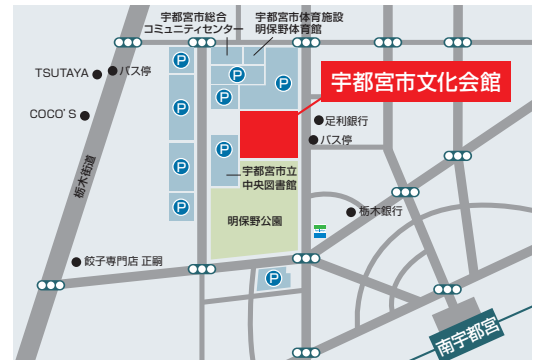 宇都宮市総合
コミュニティセンター
宇都宮市体育施設
明保野体育館
P
P
P
P
P
TSUTAYA
バス停
宇都宮市文化会館
COCO'S
P
足利銀行
バス停
P
P
宇都宮市立
中央図書館
栃木街道
P
栃木銀行
明保野公園
餃子専門店 正嗣
P
南宇都宮